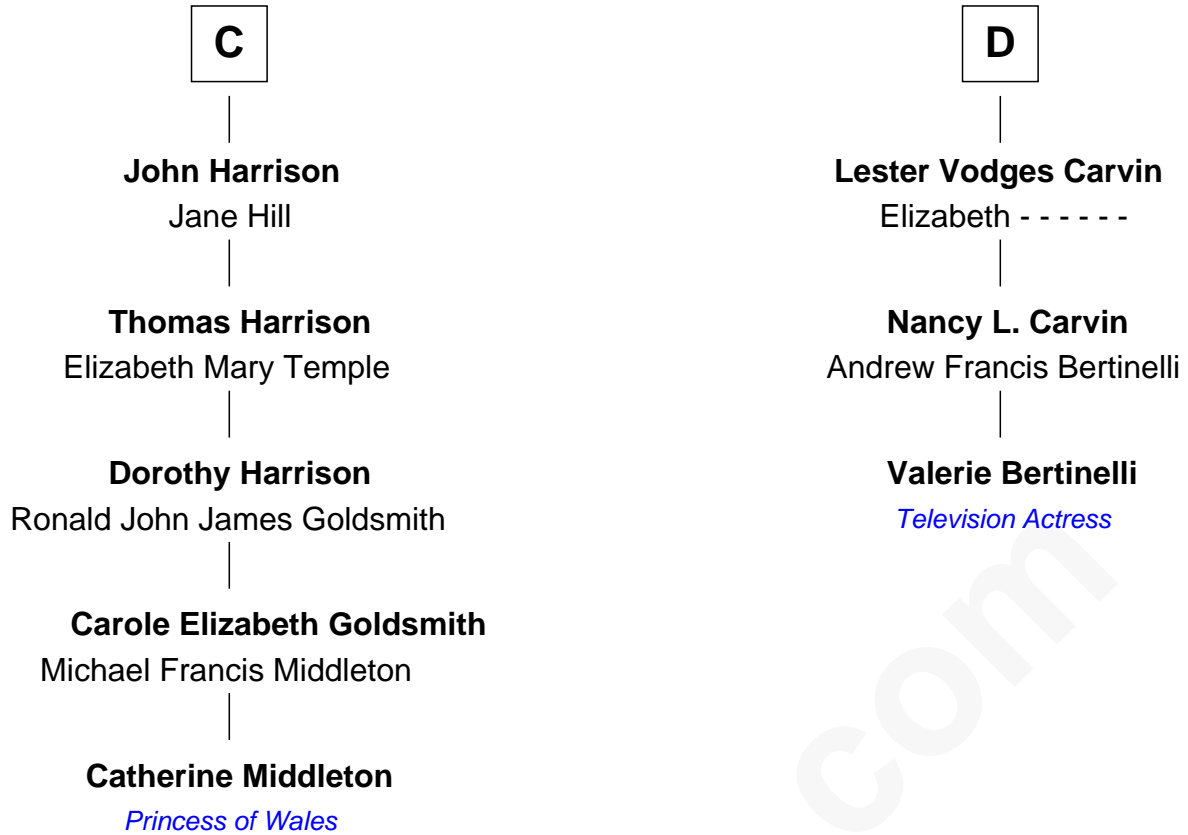 C
John Harrison
Jane Hill
Thomas Harrison
Elizabeth Mary Temple
Dorothy Harrison
Ronald John James Goldsmith
Carole Elizabeth Goldsmith
Michael Francis Middleton
Catherine Middleton
Princess of Wales
D
Lester Vodges Carvin
Elizabeth - - - - - -
Nancy L. Carvin
Andrew Francis Bertinelli
Valerie Bertinelli
Television Actress
com